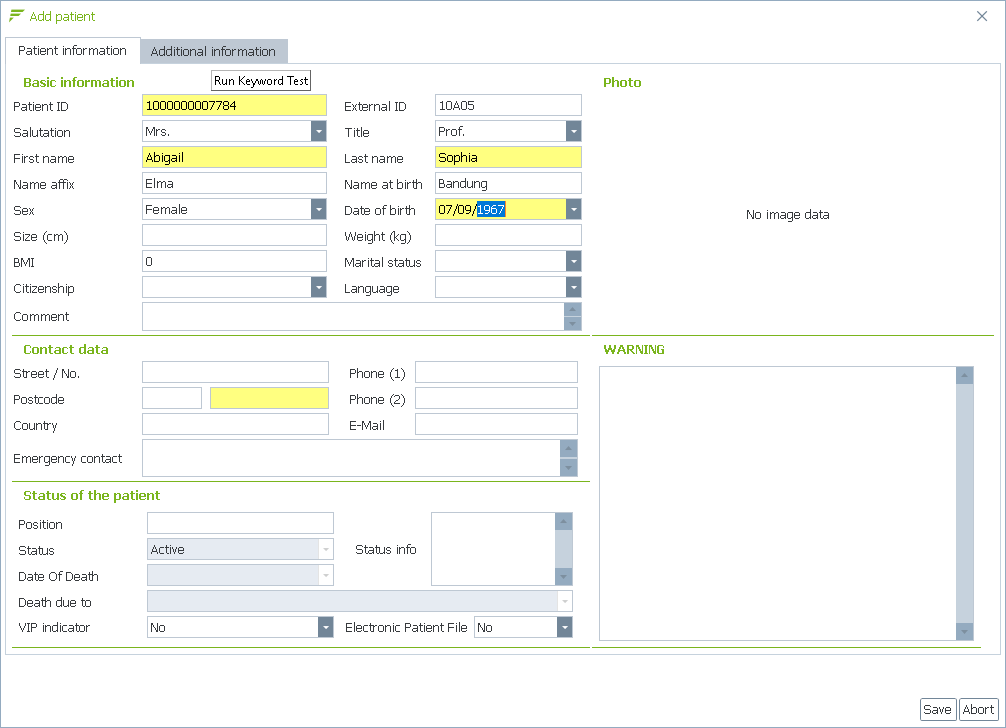 Add patient
Patient information Additional information
Basic information Run Keyword Test Photo
Patient ID 1000000007784 External ID 10A05
Salutation Mrs. Title Prof.
First name Abigail Last name Sophia
Name affix Elma Name at birth Bandung
Sex Female Date of birth 07/09/1967
No image data
Size (cm) Weight (kg)
BMI 0 Marital status
Citizenship Language
Comment
Contact data WARNING
Street / No. Phone (1)
Postcode Phone (2)
Country E-Mail
Emergency contact
Status of the patient
Position
Status Active Status info
Date Of Death
Death due to
VIP indicator No Electronic Patient File No
Save Abort